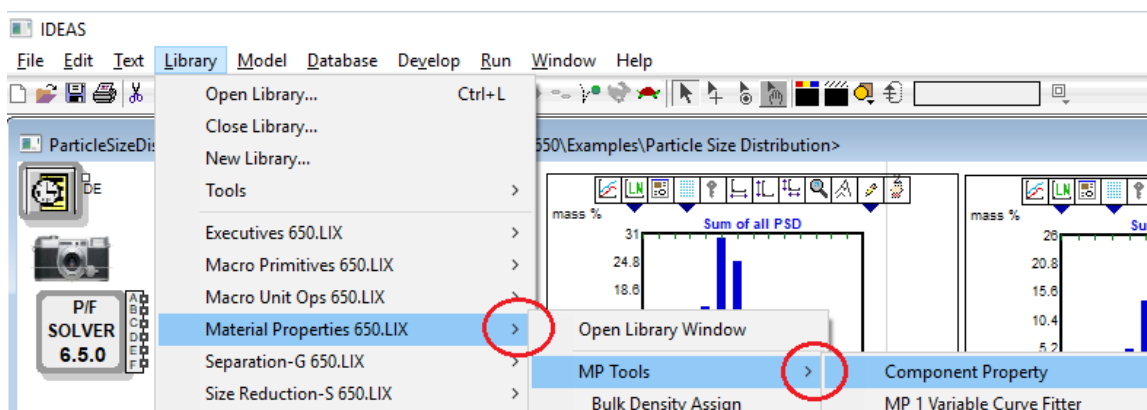 IDEAS
File Edit Text Library Model Database Develop Run Window Help
Open Library... Ctrl+L
Close Library...
New Library...
Tools
Executives 650.LIX
Macro Primitives 650.LIX
Macro Unit Ops 650.LIX
Material Properties 650.LIX
Separation-G 650.LIX
Size Reduction-S 650.LIX
Open Library Window
MP Tools
Bulk Density Assign
Component Property
MP 1 Variable Curve Fitter
ParticleSizeDis
650\Examples\Particle Size Distribution>
DE
P/F
SOLVER
6.5.0
A
B
C
D
E
F
LN
mass %
Sum of all PSD
31
24.8
18.6
LN
mass %
Su
26
20.8
15.6
10.4
5.2